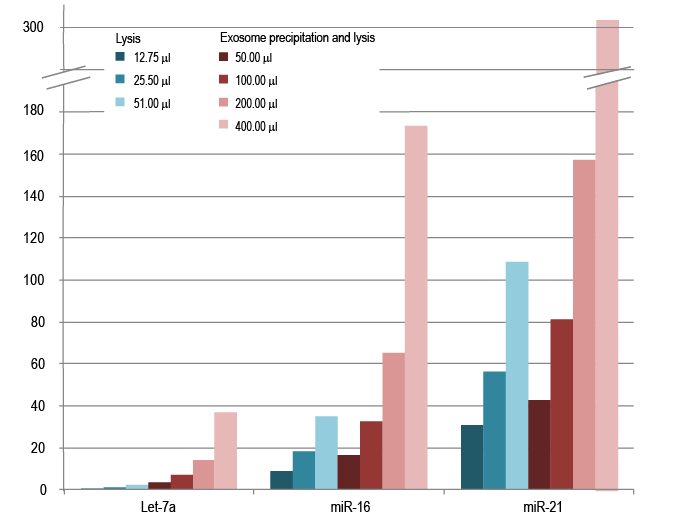 300
180
160
140
120
100
80
60
40
20
0
Lysis
12.75 µl
25.50 µl
51.00 µl
Exosome precipitation and lysis
50.00 µl
100.00 µl
200.00 µl
400.00 µl
Let-7a
miR-16
miR-21